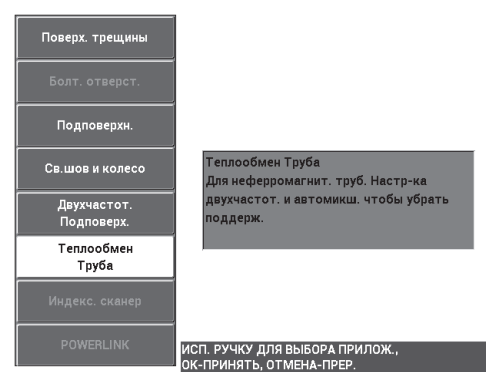 Поверх. трещины
Болт. отверст.
Подповерхн.
Св.шов и колесо
Двухчастот.
Подповерх.
Теплообмен
Труба
Индекс. сканер
POWERLINK
Теплообмен Труба
Для неферромагнит. труб. Настр-ка
двухчастот. и автомикш. чтобы убрать
поддерж.
ИСП. РУЧКУ ДЛЯ ВЫБОРА ПРИЛОЖ.,
ОК-ПРИНЯТЬ, ОТМЕНА-ПРЕР.